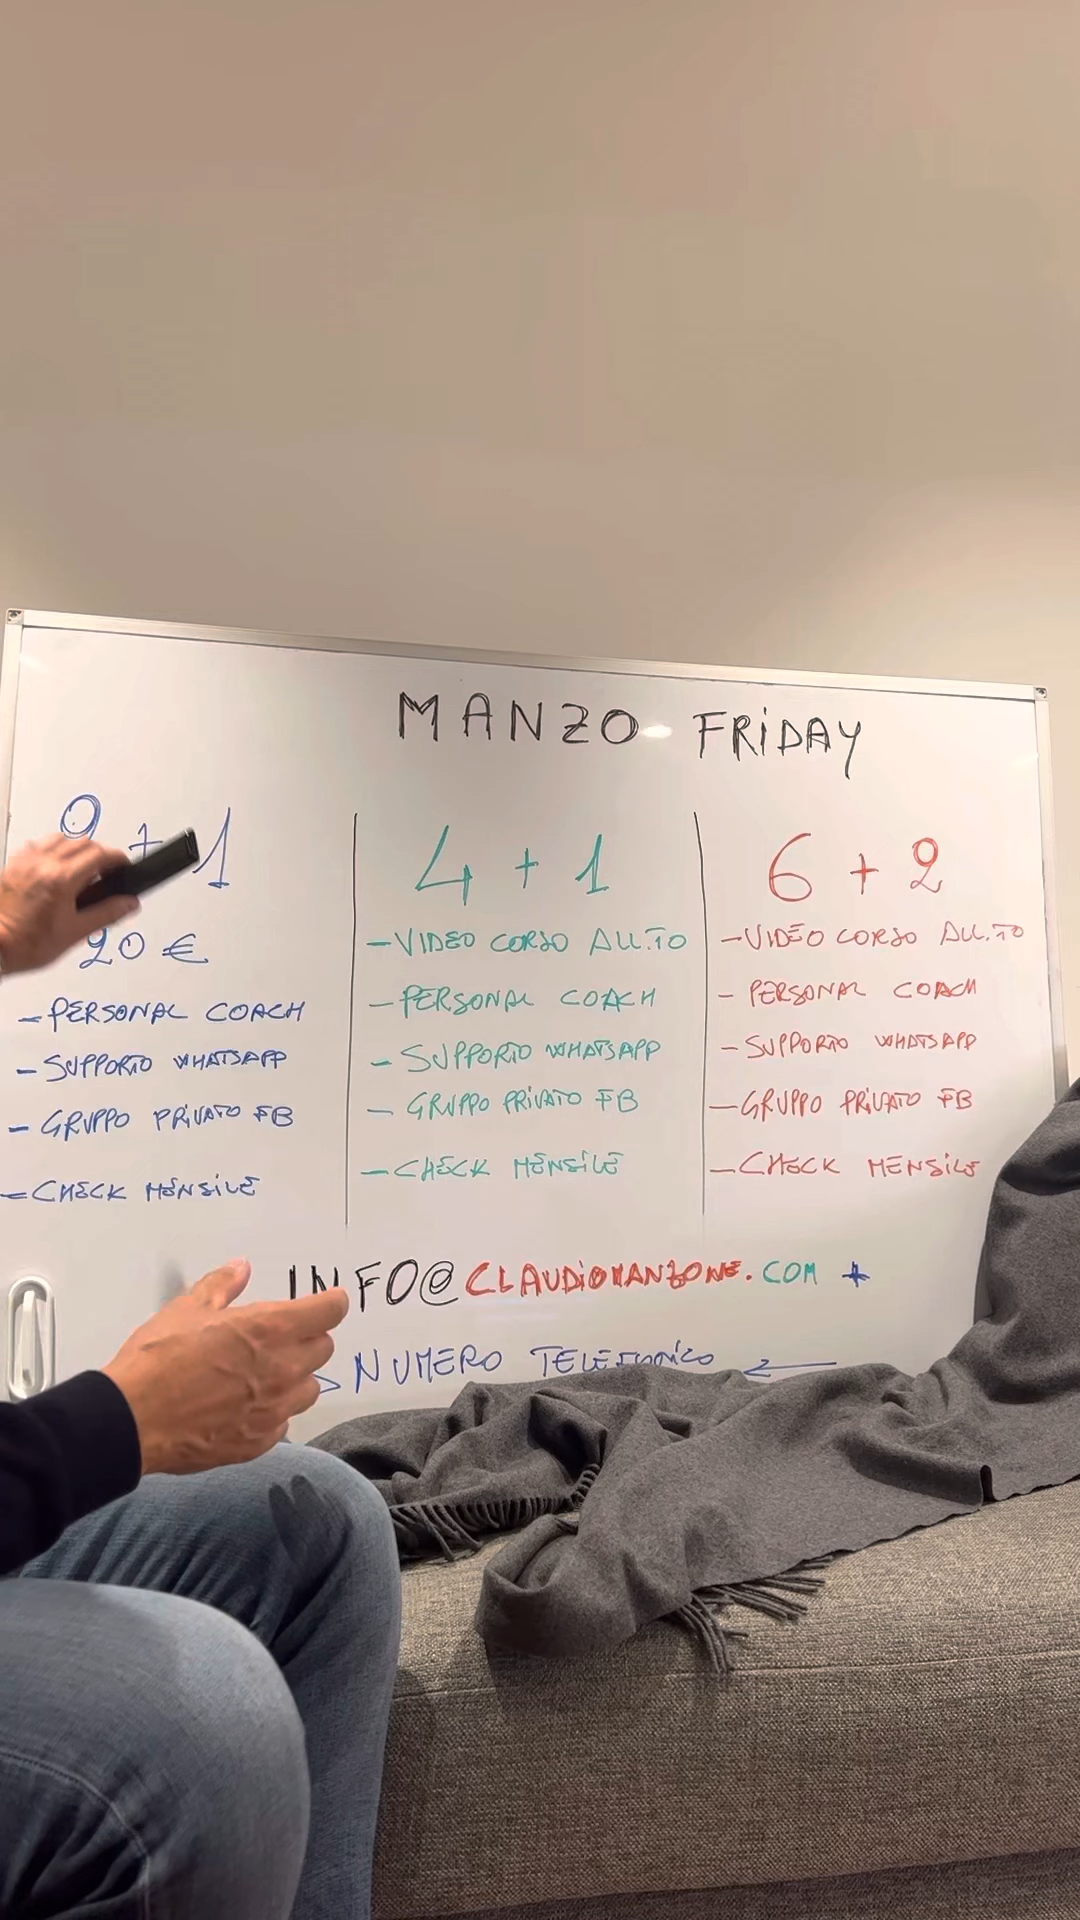 MANZO FRIDAY
2 + 1
20 €
- PERSONAL COACH
- SUPPORTO WHATSAPP
- GRUPPO PRIVATO FB
- CHECK MENSILE
4 + 1
- VIDEO CORSO ALL.TO
- PERSONAL COACH
- SUPPORTO WHATSAPP
- GRUPPO PRIVATO FB
- CHECK MENSILE
6 + 2
- VIDEO CORSO ALL.TO
- PERSONAL COACH
- SUPPORTO WHATSAPP
- GRUPPO PRIVATO FB
- CHECK MENSILE
INFO@CLAUDIOMANZONE.COM +
NUMERO TELEFONICO